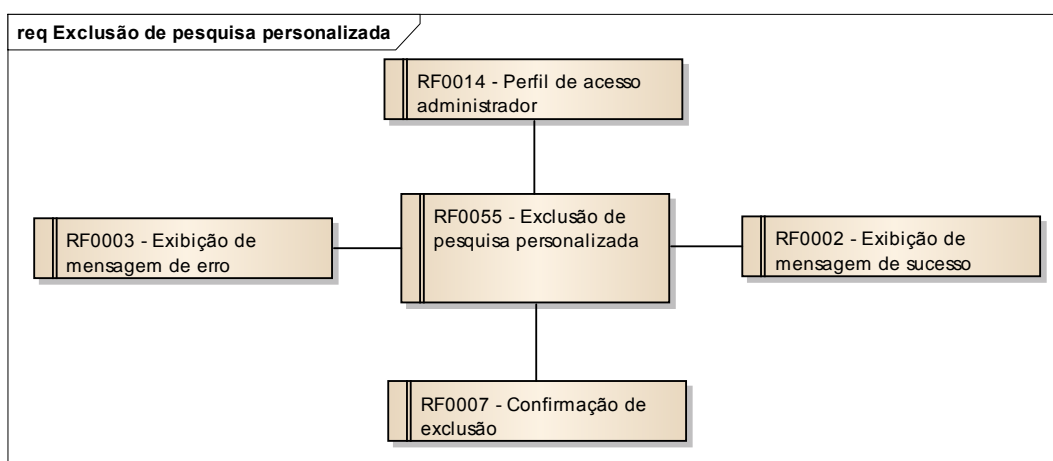 req Exclusão de pesquisa personalizada
RF0014 - Perfil de acesso
administrador
RF0055 - Exclusão de
pesquisa personalizada
RF0003 - Exibição de
mensagem de erro
RF0002 - Exibição de
mensagem de sucesso
RF0007 - Confirmação de
exclusão